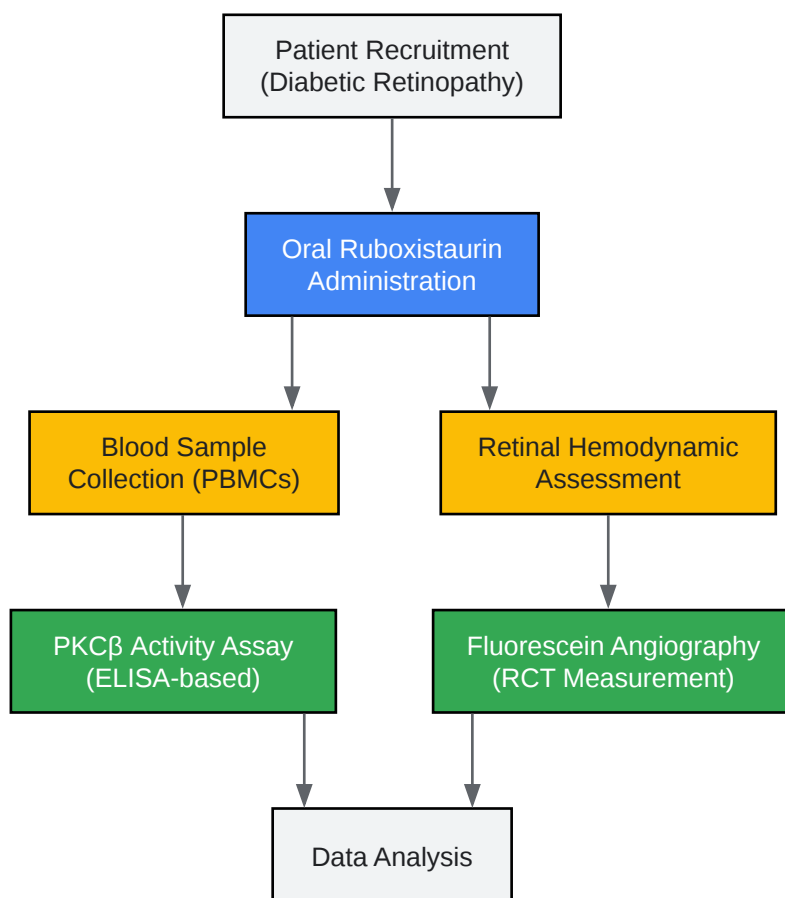 Patient Recruitment
(Diabetic Retinopathy)
Oral Ruboxistaurin
Administration
Blood Sample
Collection (PBMCs)
Retinal Hemodynamic
Assessment
PKCβ Activity Assay
(ELISA-based)
Fluorescein Angiography
(RCT Measurement)
Data Analysis